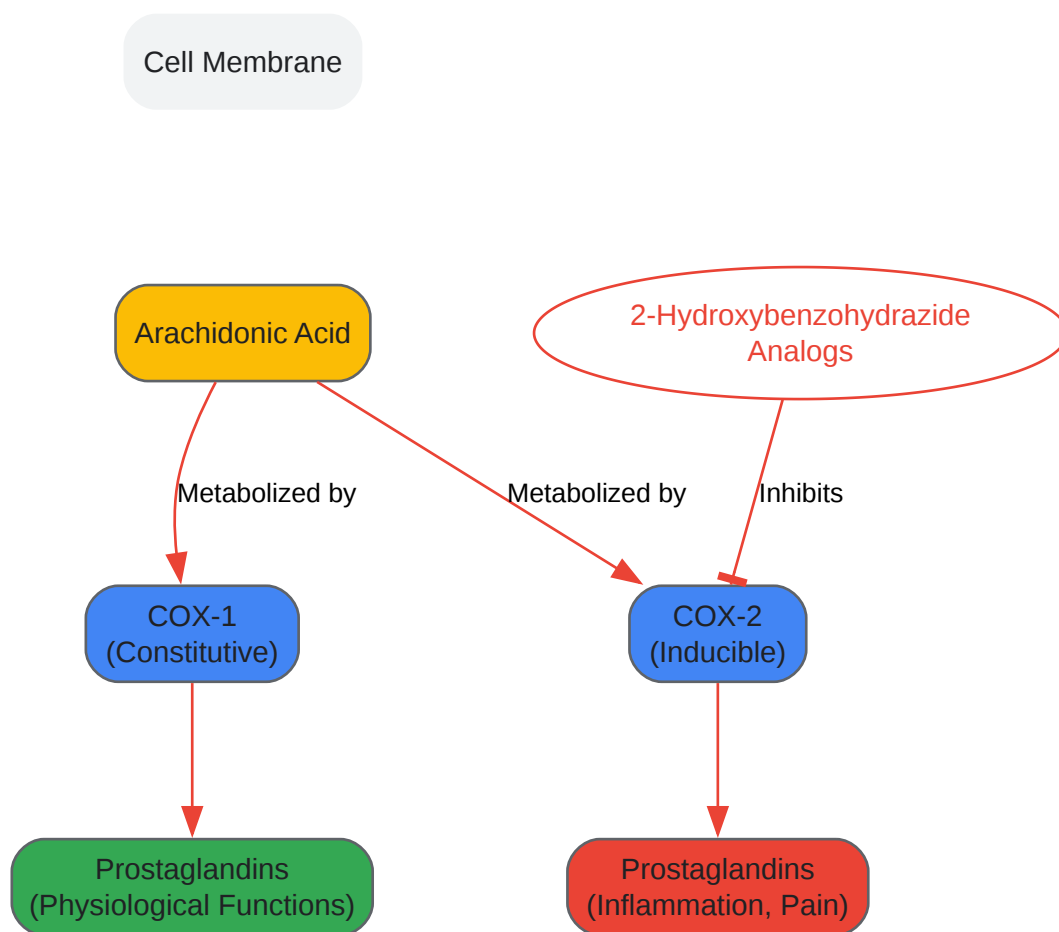 Cell Membrane
Arachidonic Acid
2-Hydroxybenzohydrazide
Analogs
Metabolized by
Metabolized by
Inhibits
COX-1
(Constitutive)
COX-2
(Inducible)
Prostaglandins
(Physiological Functions)
Prostaglandins
(Inflammation, Pain)